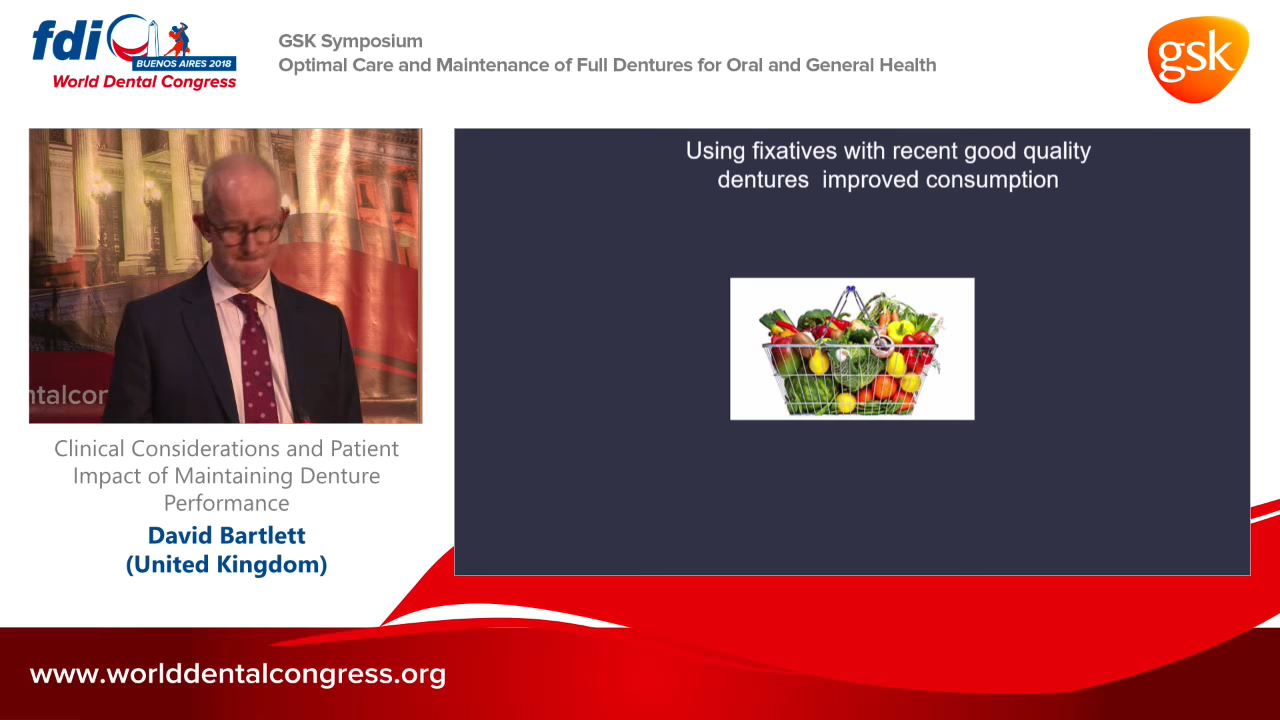 fdi
BUENOS AIRES 2018
World Dental Congress
GSK Symposium
Optimal Care and Maintenance of Full Dentures for Oral and General Health
gsk
Using fixatives with recent good quality
dentures improved consumption
ntalcor
Clinical Considerations and Patient
Impact of Maintaining Denture
Performance
David Bartlett
(United Kingdom)
www.worlddentalcongress.org